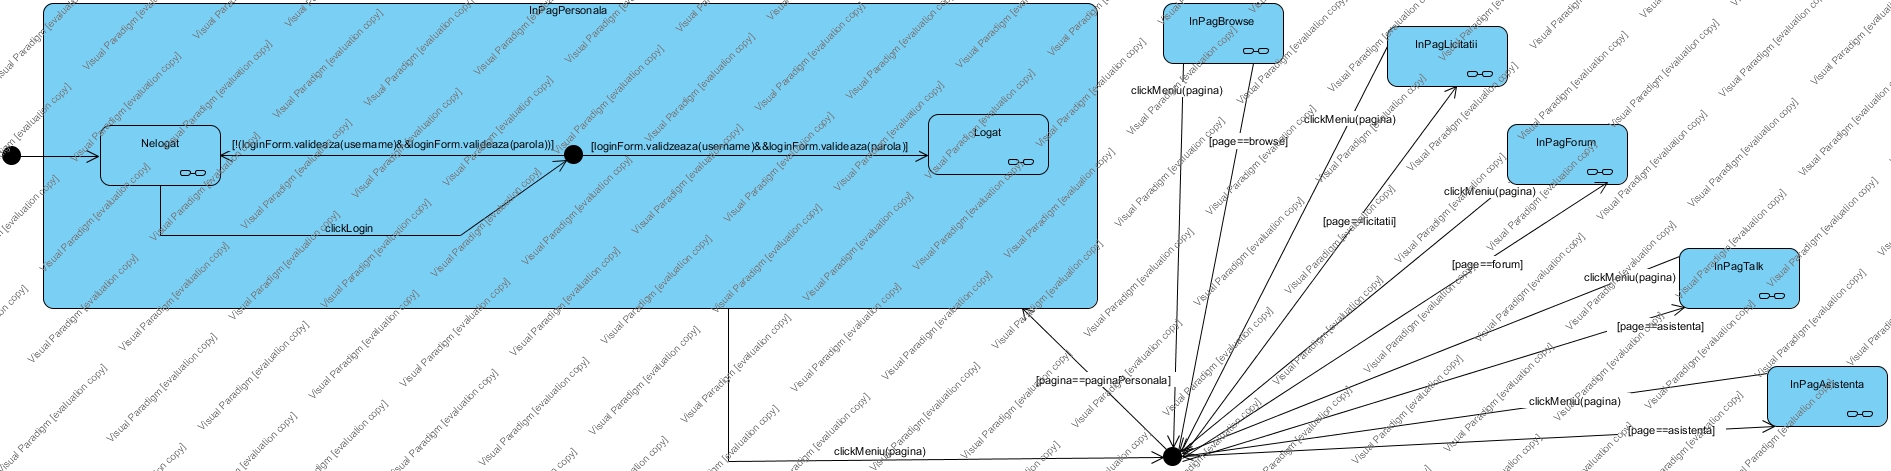 InPagPersonala
InPagBrowse
InPagLicitatii
clickMeniu(pagina)
clickMeniu(pagina)
[page==browse]
Nelogat
[!(loginForm.valideaza(username)&&loginForm.valideaza(parola))]
[loginForm.validzeaza(username)&&loginForm.valideaza(parola)]
Logat
InPagForum
clickMeniu(pagina)
[page==licitatii]
clickLogin
[page==forum]
InPagTalk
clickMeniu(pagina)
[page==asistenta]
[pagina==paginaPersonala]
InPagAsistenta
clickMeniu(pagina)
[page==asistenta]
clickMeniu(pagina)
Visual Paradigm [evaluation copy]